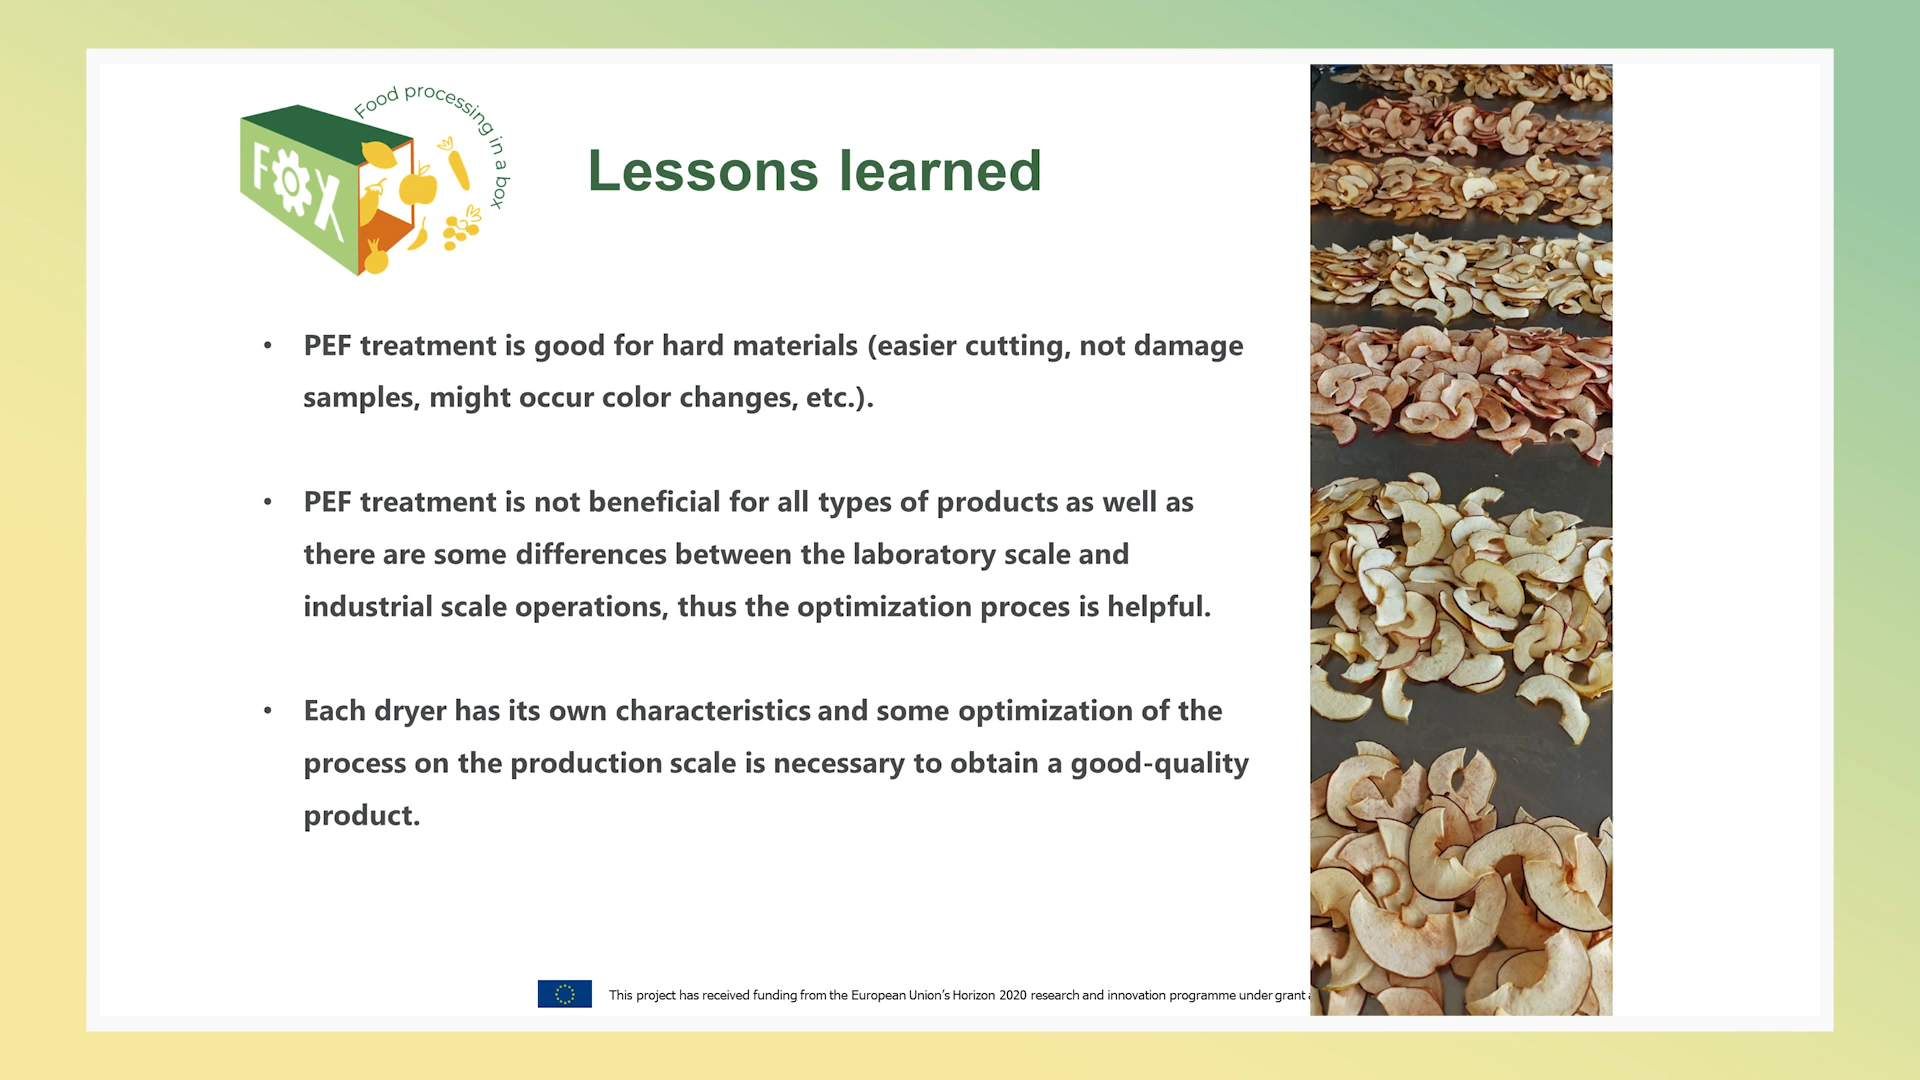 FOX
Food processing in a box
Lessons learned
• PEF treatment is good for hard materials (easier cutting, not damage
samples, might occur color changes, etc.).
• PEF treatment is not beneficial for all types of products as well as
there are some differences between the laboratory scale and
industrial scale operations, thus the optimization proces is helpful.
• Each dryer has its own characteristics and some optimization of the
process on the production scale is necessary to obtain a good-quality
product.
This project has received funding from the European Union’s Horizon 2020 research and innovation programme under grant